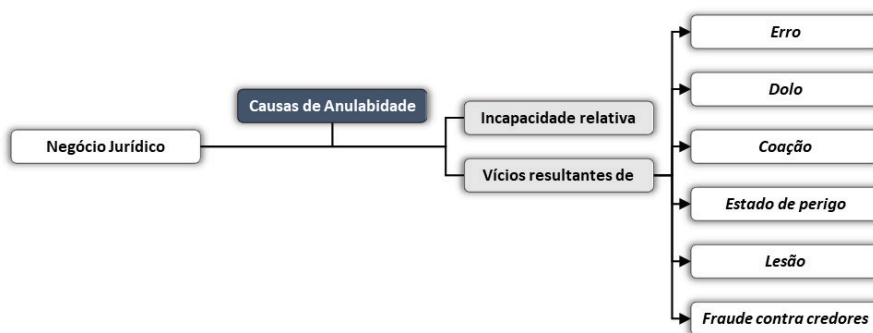 Negócio Jurídico
Causas de Anulabidade
Incapacidade relativa
Vícios resultantes de
Erro
Dolo
Coação
Estado de perigo
Lesão
Fraude contra credores